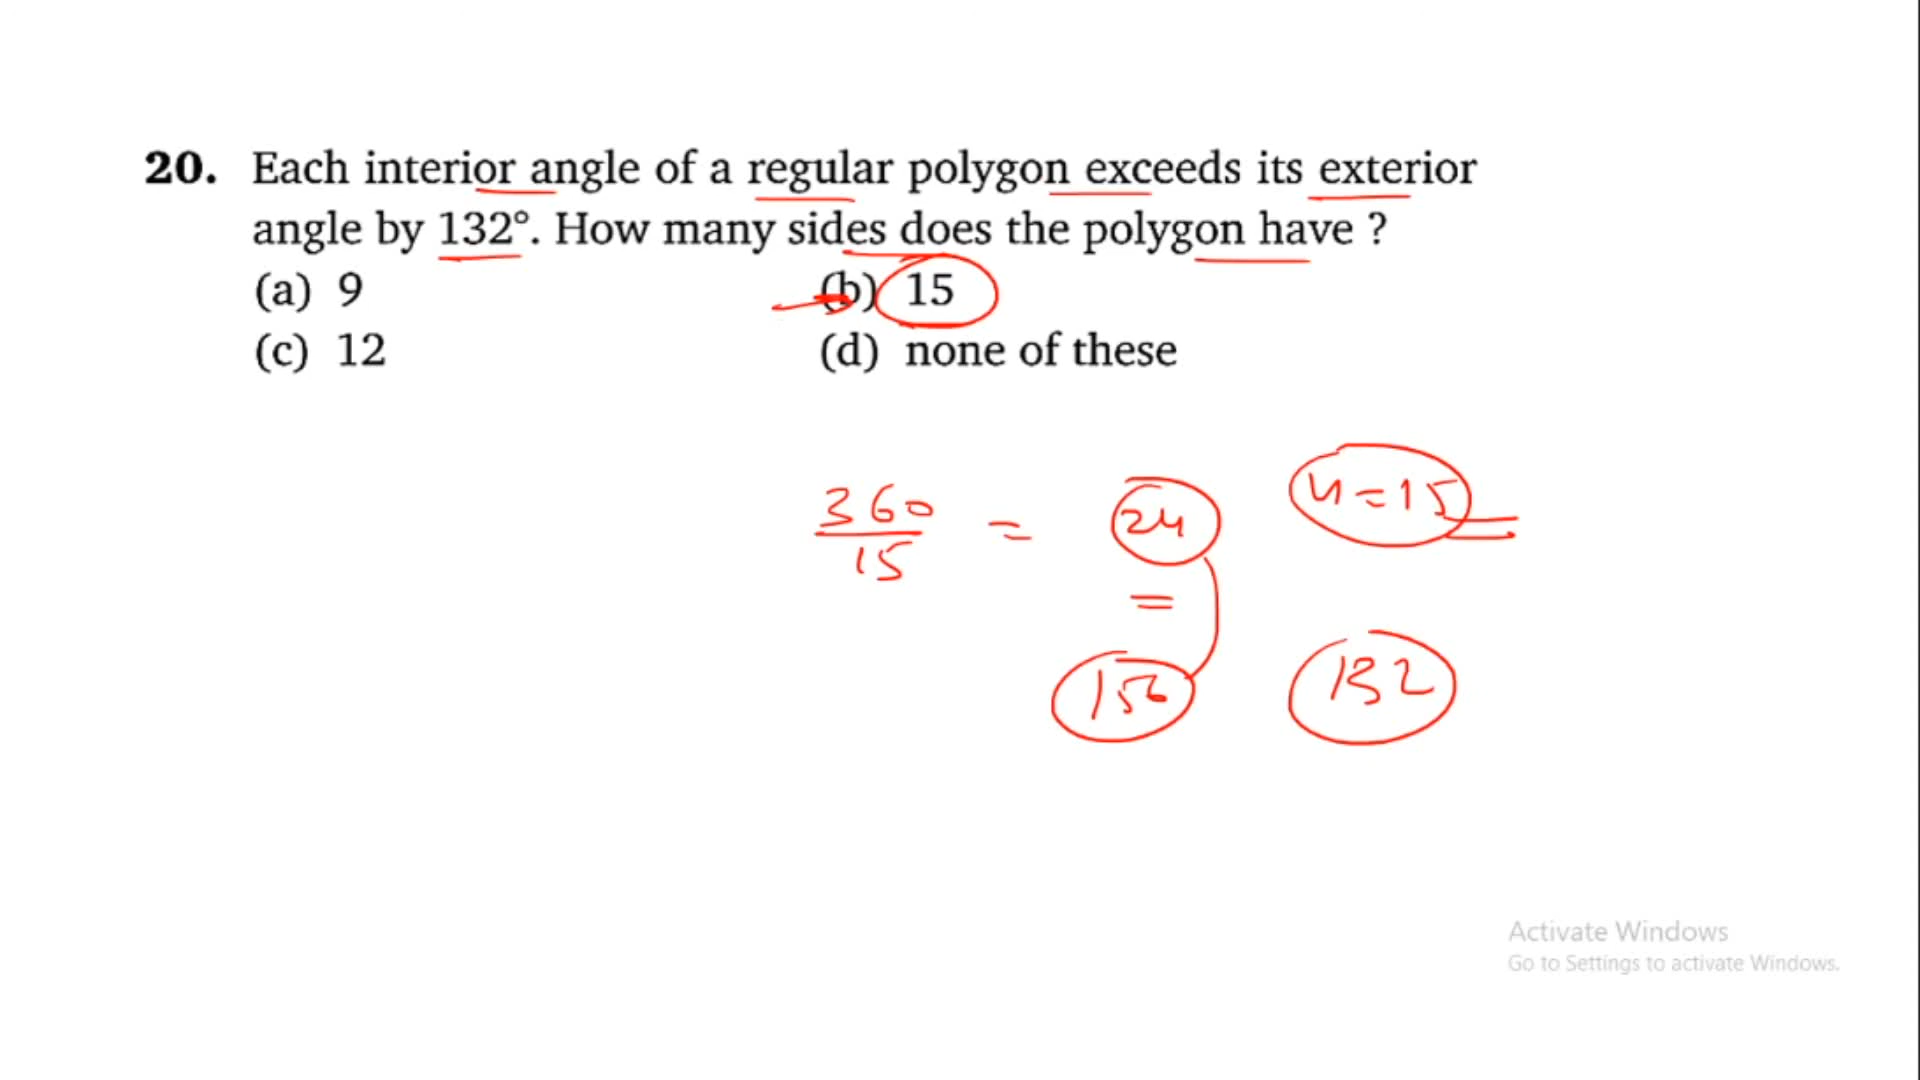 20. Each interior angle of a regular polygon exceeds its exterior
angle by 132°. How many sides does the polygon have ?
(a) 9 (b) 15
(c) 12 (d) none of these
360/15 = 24 n=15
=
156 132
Activate Windows
Go to Settings to activate Windows.